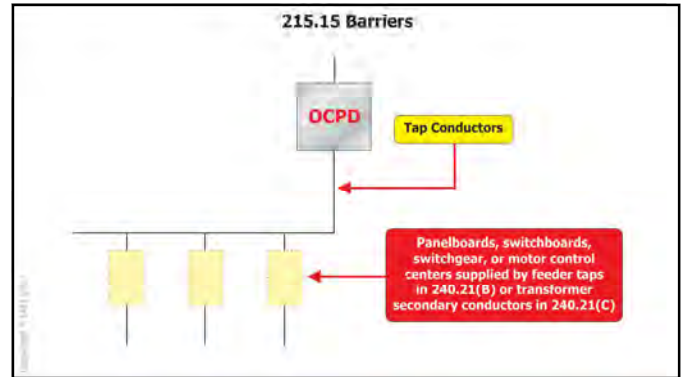 215.15 Barriers
OCPD
Tap Conductors
Panelboards, switchboards,
switchgear, or motor control
centers supplied by feeder taps
in 240.21(B) or transformer
secondary conductors in 240.21(C)